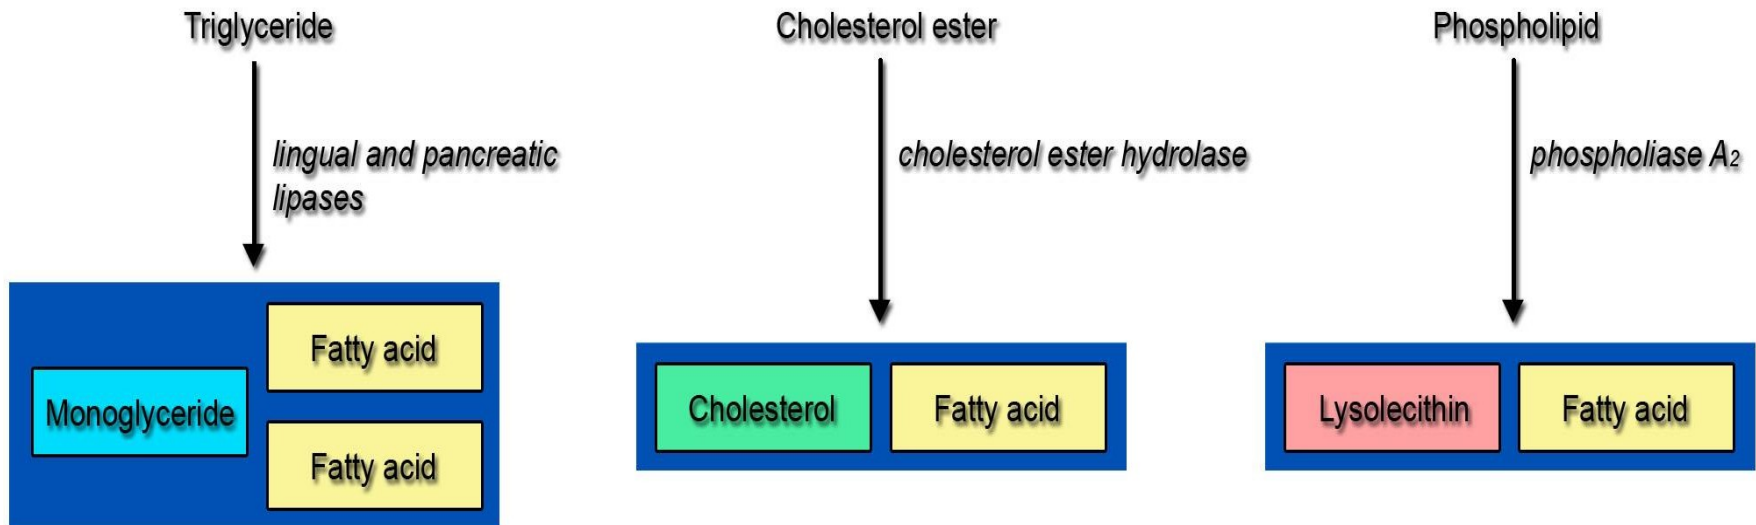 Triglyceride
lingual and pancreatic
lipases
Monoglyceride
Fatty acid
Fatty acid
Cholesterol ester
cholesterol ester hydrolase
Cholesterol
Fatty acid
Phospholipid
phospholiase A₂
Lysolecithin
Fatty acid